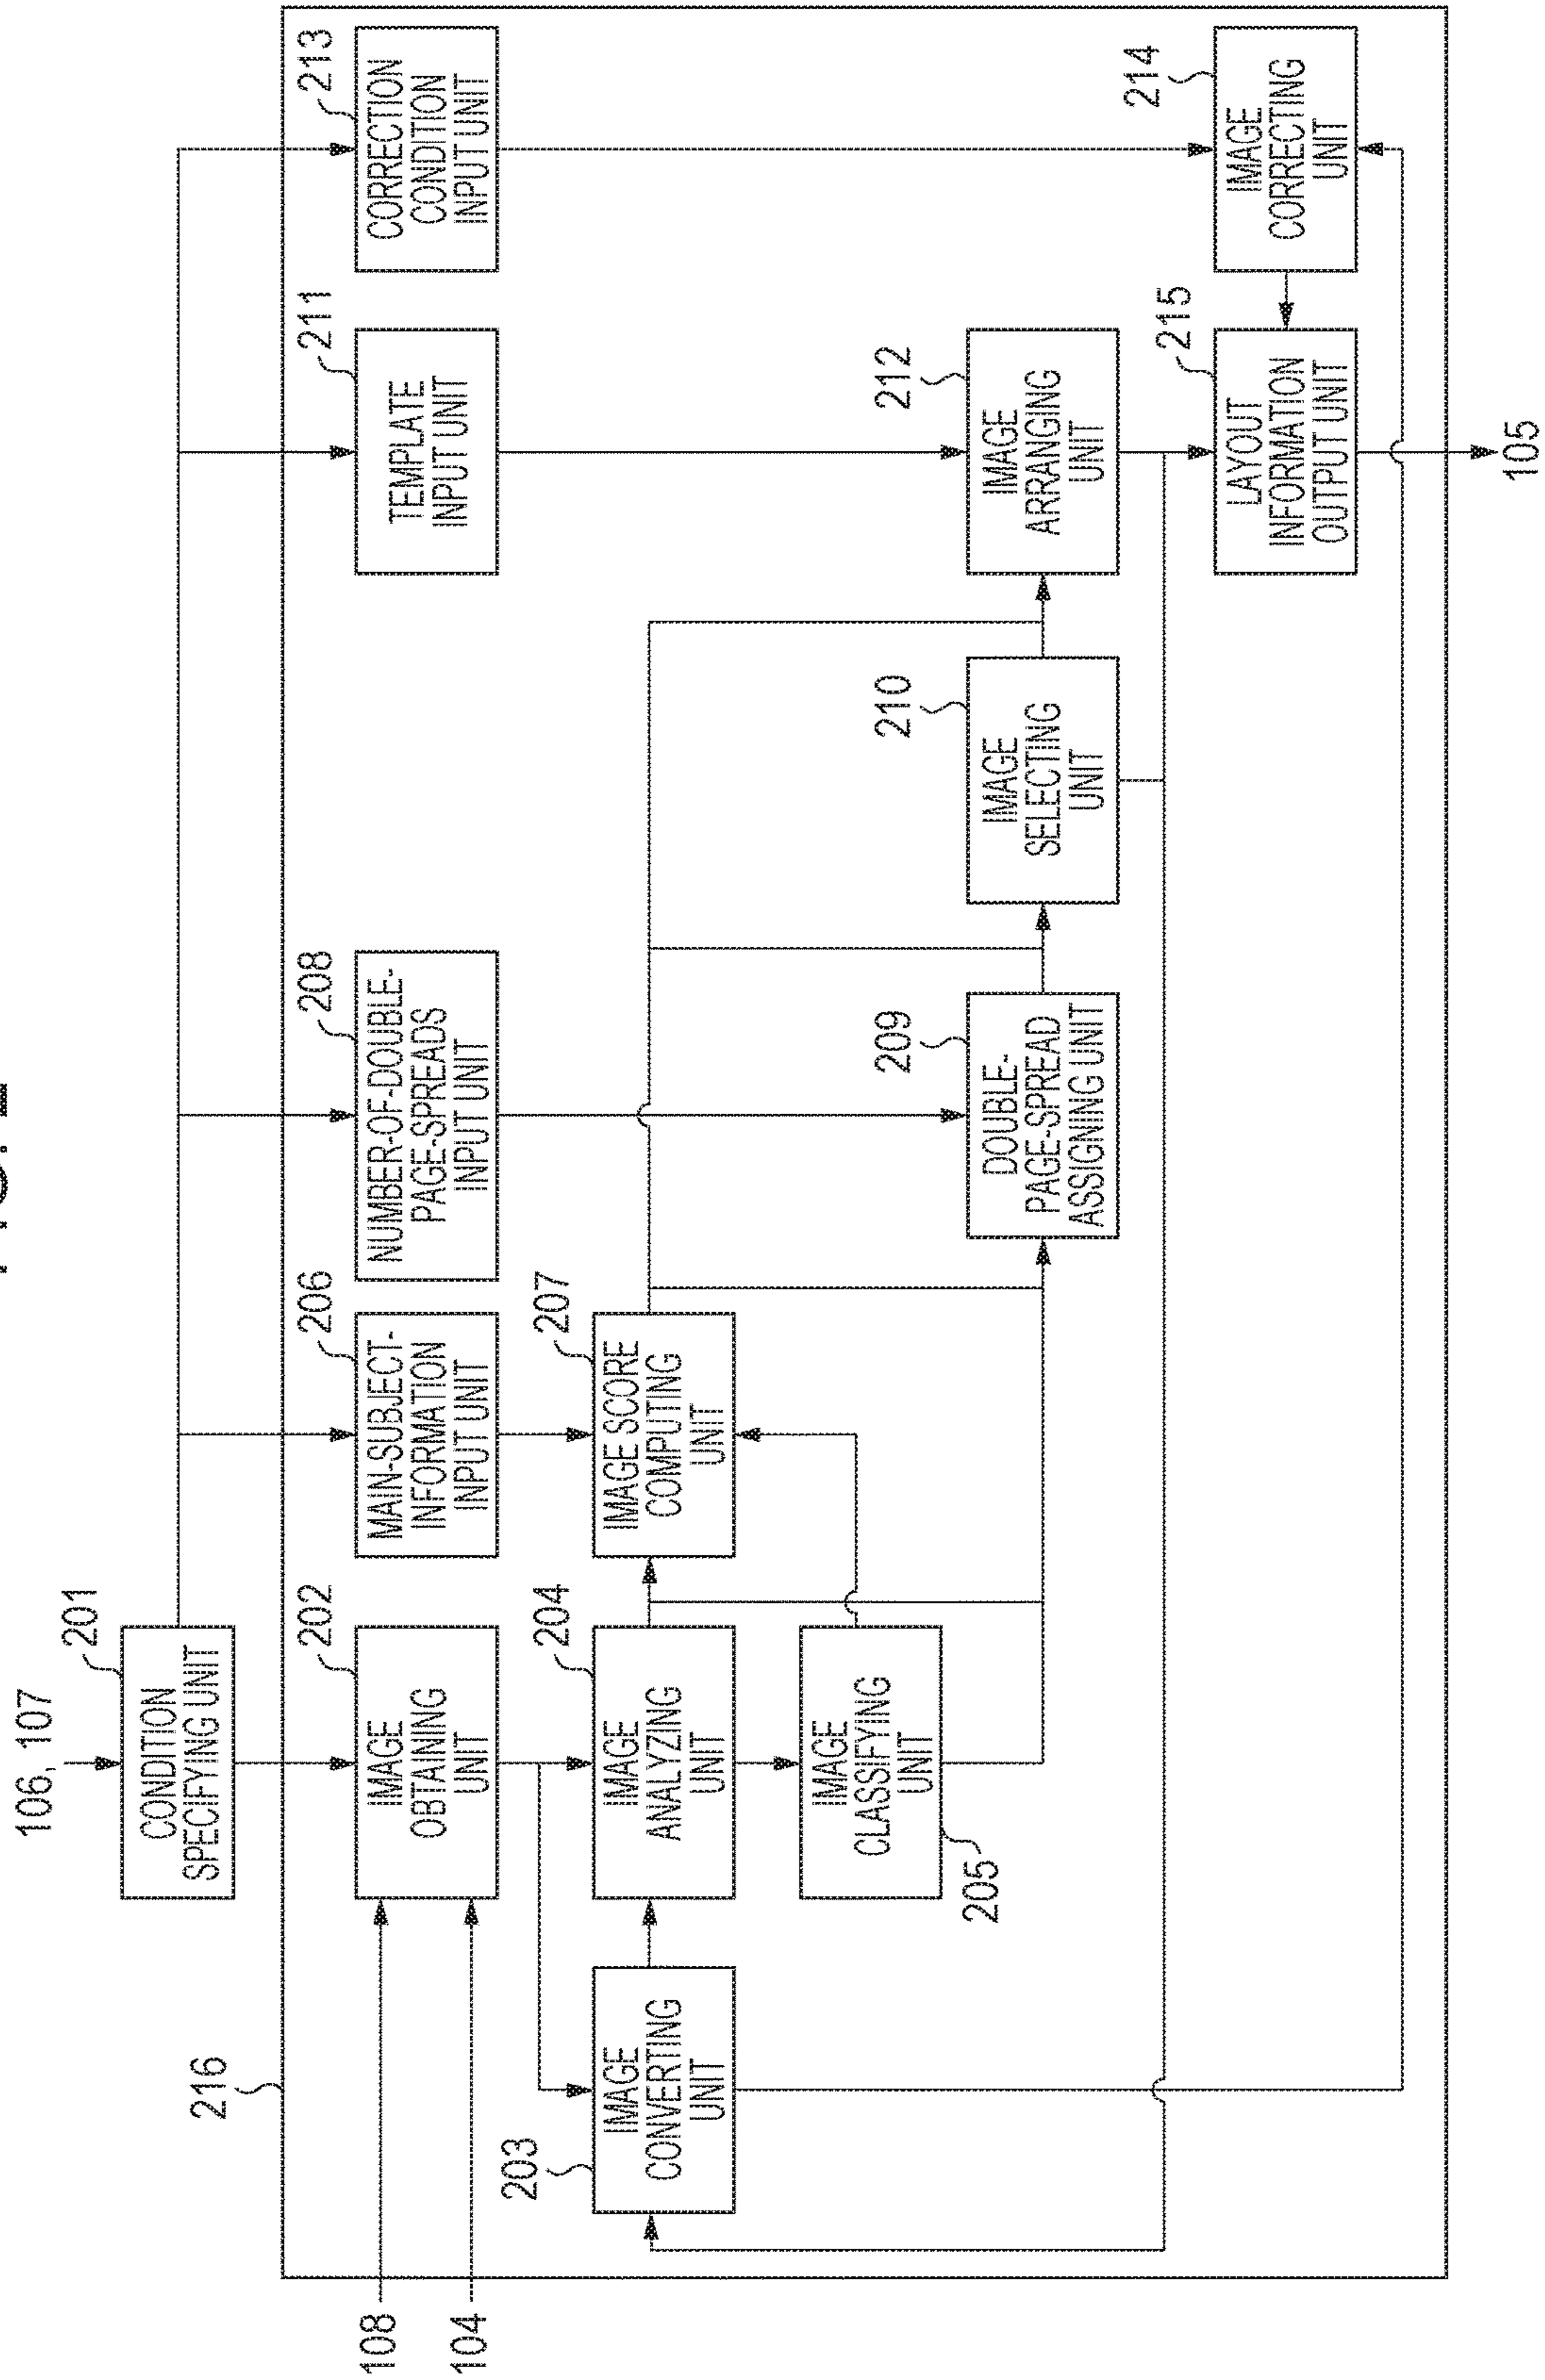 106, 107
201
CONDITION
SPECIFYING UNIT
216
108
104
202
IMAGE
OBTAINING
UNIT
206
MAIN-SUBJECT-
INFORMATION
INPUT UNIT
208
NUMBER-OF-DOUBLE-
PAGE-SPREADS
INPUT UNIT
211
TEMPLATE
INPUT UNIT
213
CORRECTION
CONDITION
INPUT UNIT
203
IMAGE
CONVERTING
UNIT
204
IMAGE
ANALYZING
UNIT
207
IMAGE SCORE
COMPUTING
UNIT
205
IMAGE
CLASSIFYING
UNIT
209
DOUBLE-
PAGE-SPREAD
ASSIGNING UNIT
210
IMAGE
SELECTING
UNIT
212
IMAGE
ARRANGING
UNIT
215
LAYOUT
INFORMATION
OUTPUT UNIT
214
IMAGE
CORRECTING
UNIT
105